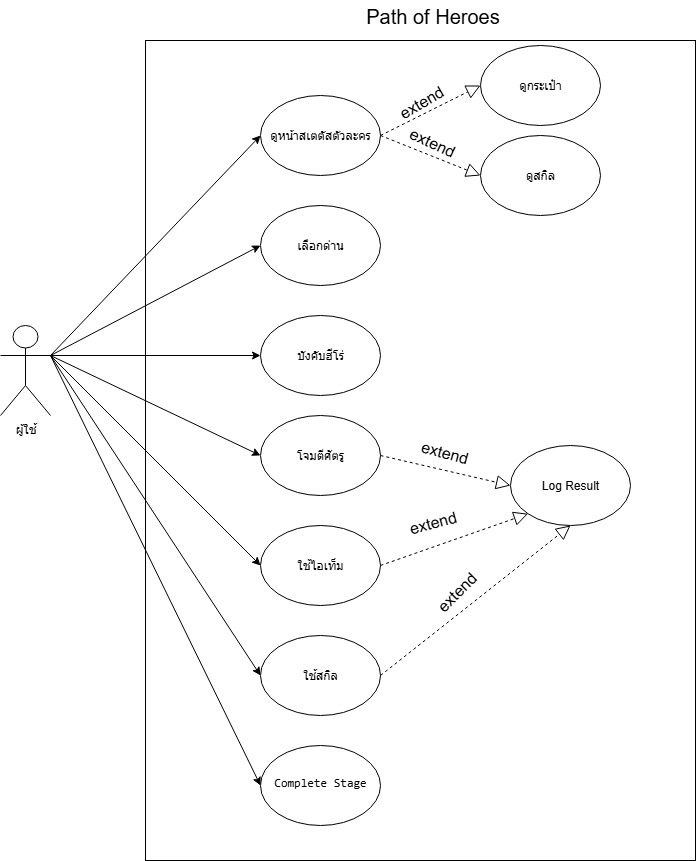 Path of Heroes
ดูกระเป๋า
extend
ดูหน้าสเตตัสตัวละคร
extend
ดูสกิล
เลือกด่าน
บังคับฮีโร่
ผู้ใช้
โจมตีศัตรู
extend
Log Result
extend
ใช้ไอเท็ม
extend
ใช้สกิล
Complete Stage